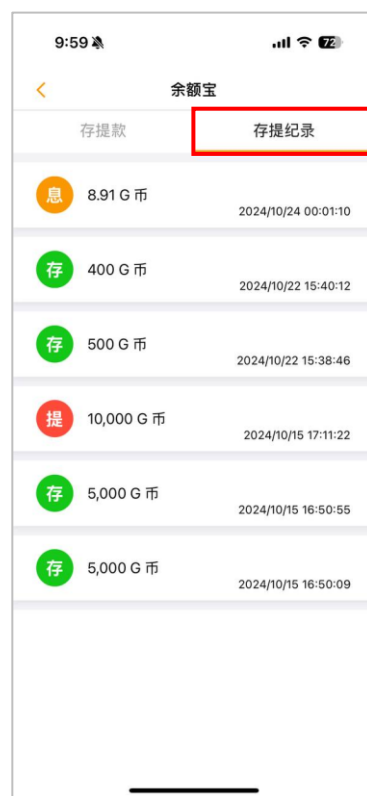 9:59
72
余额宝
存提款
存提纪录
息 8.91 G 币
2024/10/24 00:01:10
存 400 G 币
2024/10/22 15:40:12
存 500 G 币
2024/10/22 15:38:46
提 10,000 G 币
2024/10/15 17:11:22
存 5,000 G 币
2024/10/15 16:50:55
存 5,000 G 币
2024/10/15 16:50:09